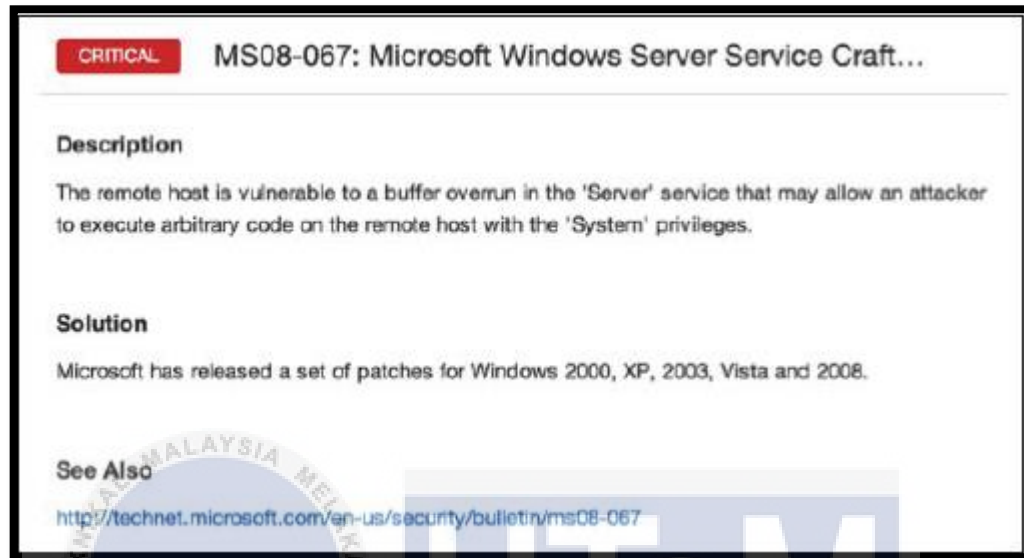 CRITICAL MS08-067: Microsoft Windows Server Service Craft...
Description
The remote host is vulnerable to a buffer overrun in the 'Server' service that may allow an attacker
to execute arbitrary code on the remote host with the 'System' privileges.
Solution
Microsoft has released a set of patches for Windows 2000, XP, 2003, Vista and 2008.
See Also
http://technet.microsoft.com/en-us/security/bulletin/ms08-067
MALAYSIA